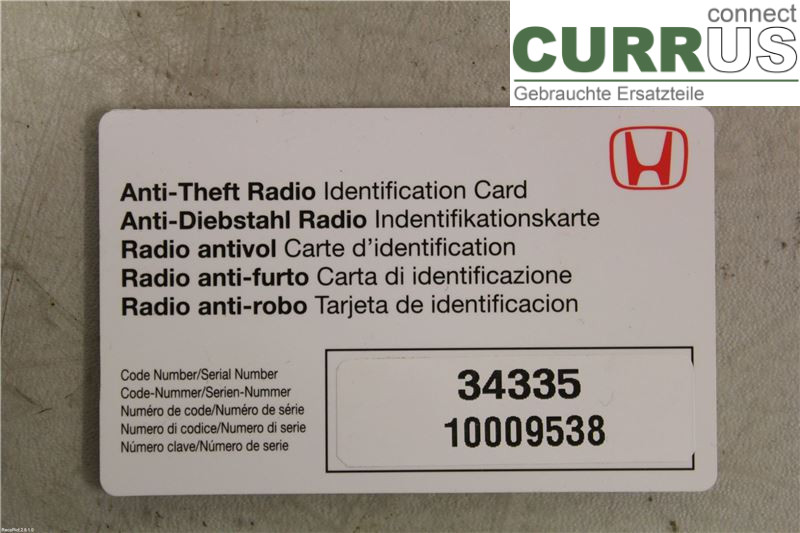 connect
CURRUS
Gebrauchte Ersatzteile
Anti-Theft Radio Identification Card
Anti-Diebstahl Radio Indentifikationskarte
Radio antivol Carte d'identification
Radio anti-furto Carta di identificazione
Radio anti-robo Tarjeta de identificacion
Code Number/Serial Number
Code-Nummer/Serien-Nummer
Numéro de code/Numéro de série
Numero di codice/Numero di serie
Número clave/Número de serie
34335
10009538